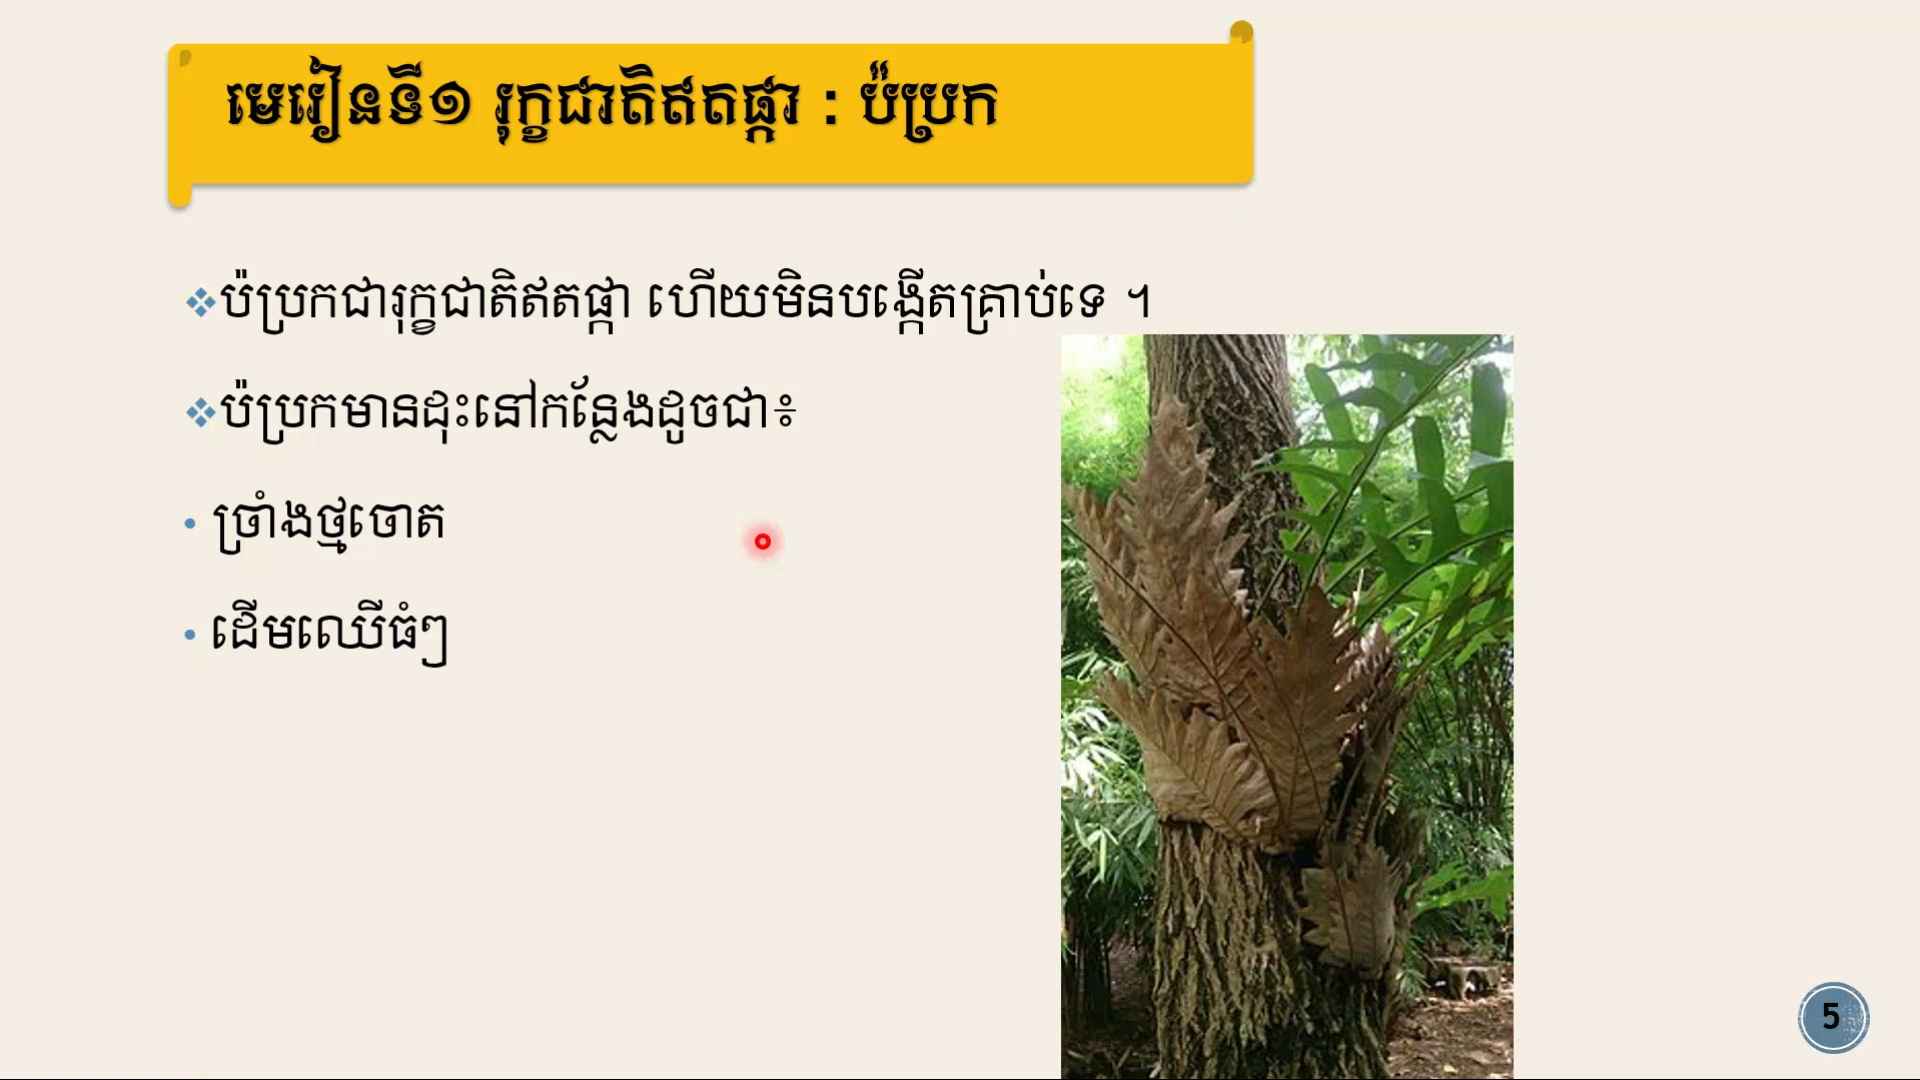 មេរៀនទី១ រុក្ខជាតិឥតផ្កា : ប៉ប្រក
ប៉ប្រកជារុក្ខជាតិឥតផ្កា ហើយមិនបង្កើតគ្រាប់ទេ ។
ប៉ប្រកមានដុះនៅកន្លែងដូចជា៖
ច្រាំងថ្មចោត
ដើមឈើធំៗ
5